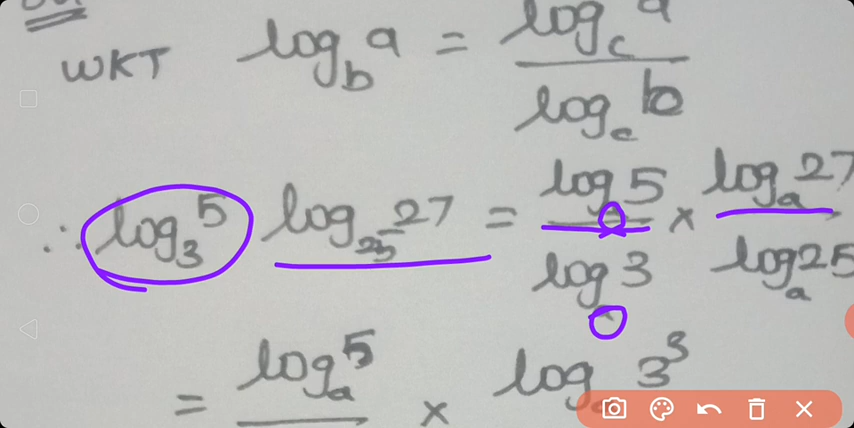 WKT log_b a = log_c a / log_c b
∴ log_3 5 log_25 27 = log_a 5 / log_a 3 × log_a 27 / log_a 25
= log_a 5 × log_a 3^3